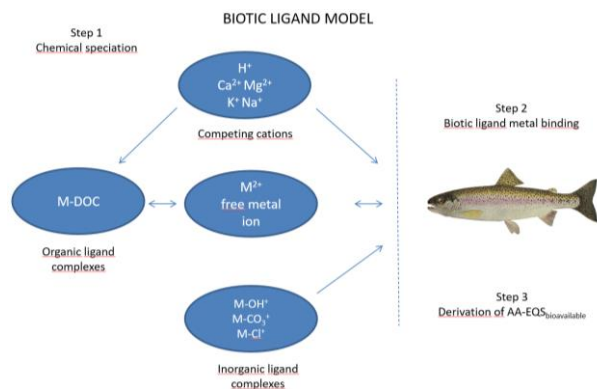 BIOTIC LIGAND MODEL
Step 1
Chemical speciation
H⁺
Ca²⁺ Mg²⁺
K⁺ Na⁺
Competing cations
M-DOC
Organic ligand
complexes
M²⁺
free metal
ion
M-OH⁺
M-CO₃⁺
M-Cl⁺
Inorganic ligand
complexes
Step 2
Biotic ligand metal binding
Step 3
Derivation of AA-EQSbioavailable